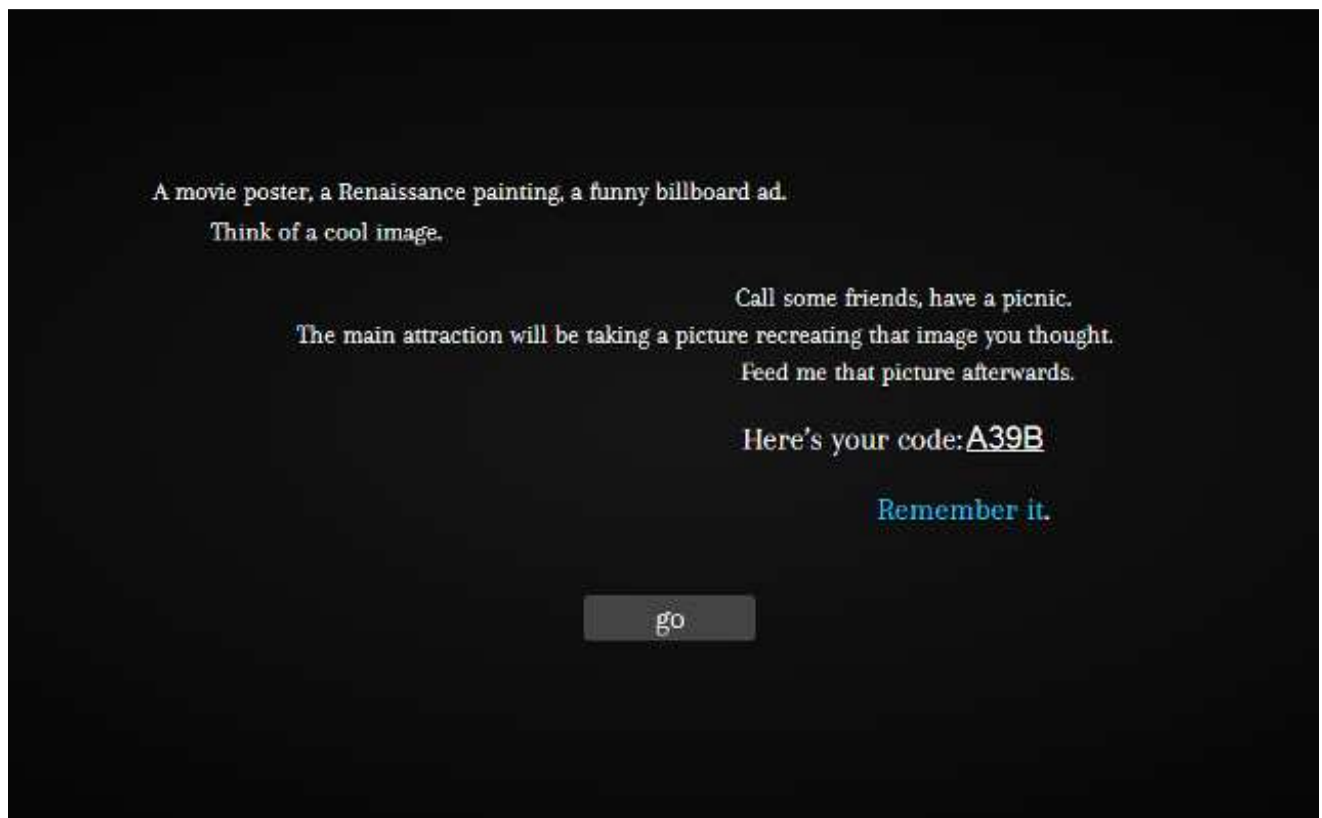 A movie poster, a Renaissance painting, a funny billboard ad.
Think of a cool image.
Call some friends, have a picnic.
The main attraction will be taking a picture recreating that image you thought.
Feed me that picture afterwards.
Here's your code: A39B
Remember it.
go